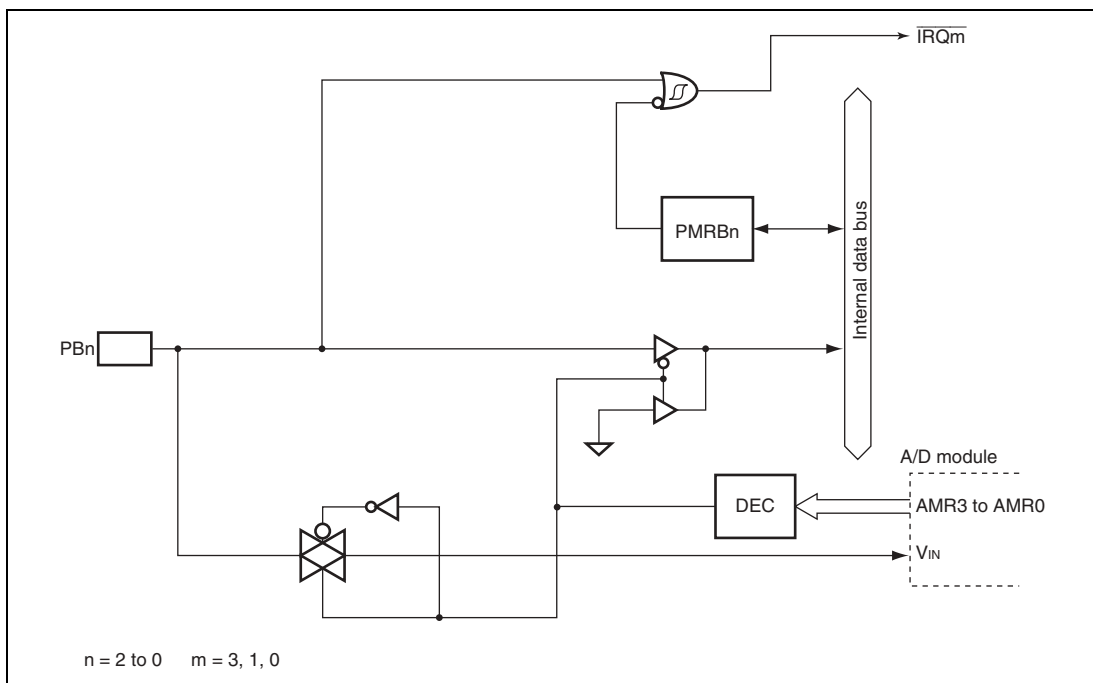 IRQm
PMRBn
Internal data bus
PBn
A/D module
DEC
AMR3 to AMR0
VIN
n = 2 to 0 m = 3, 1, 0